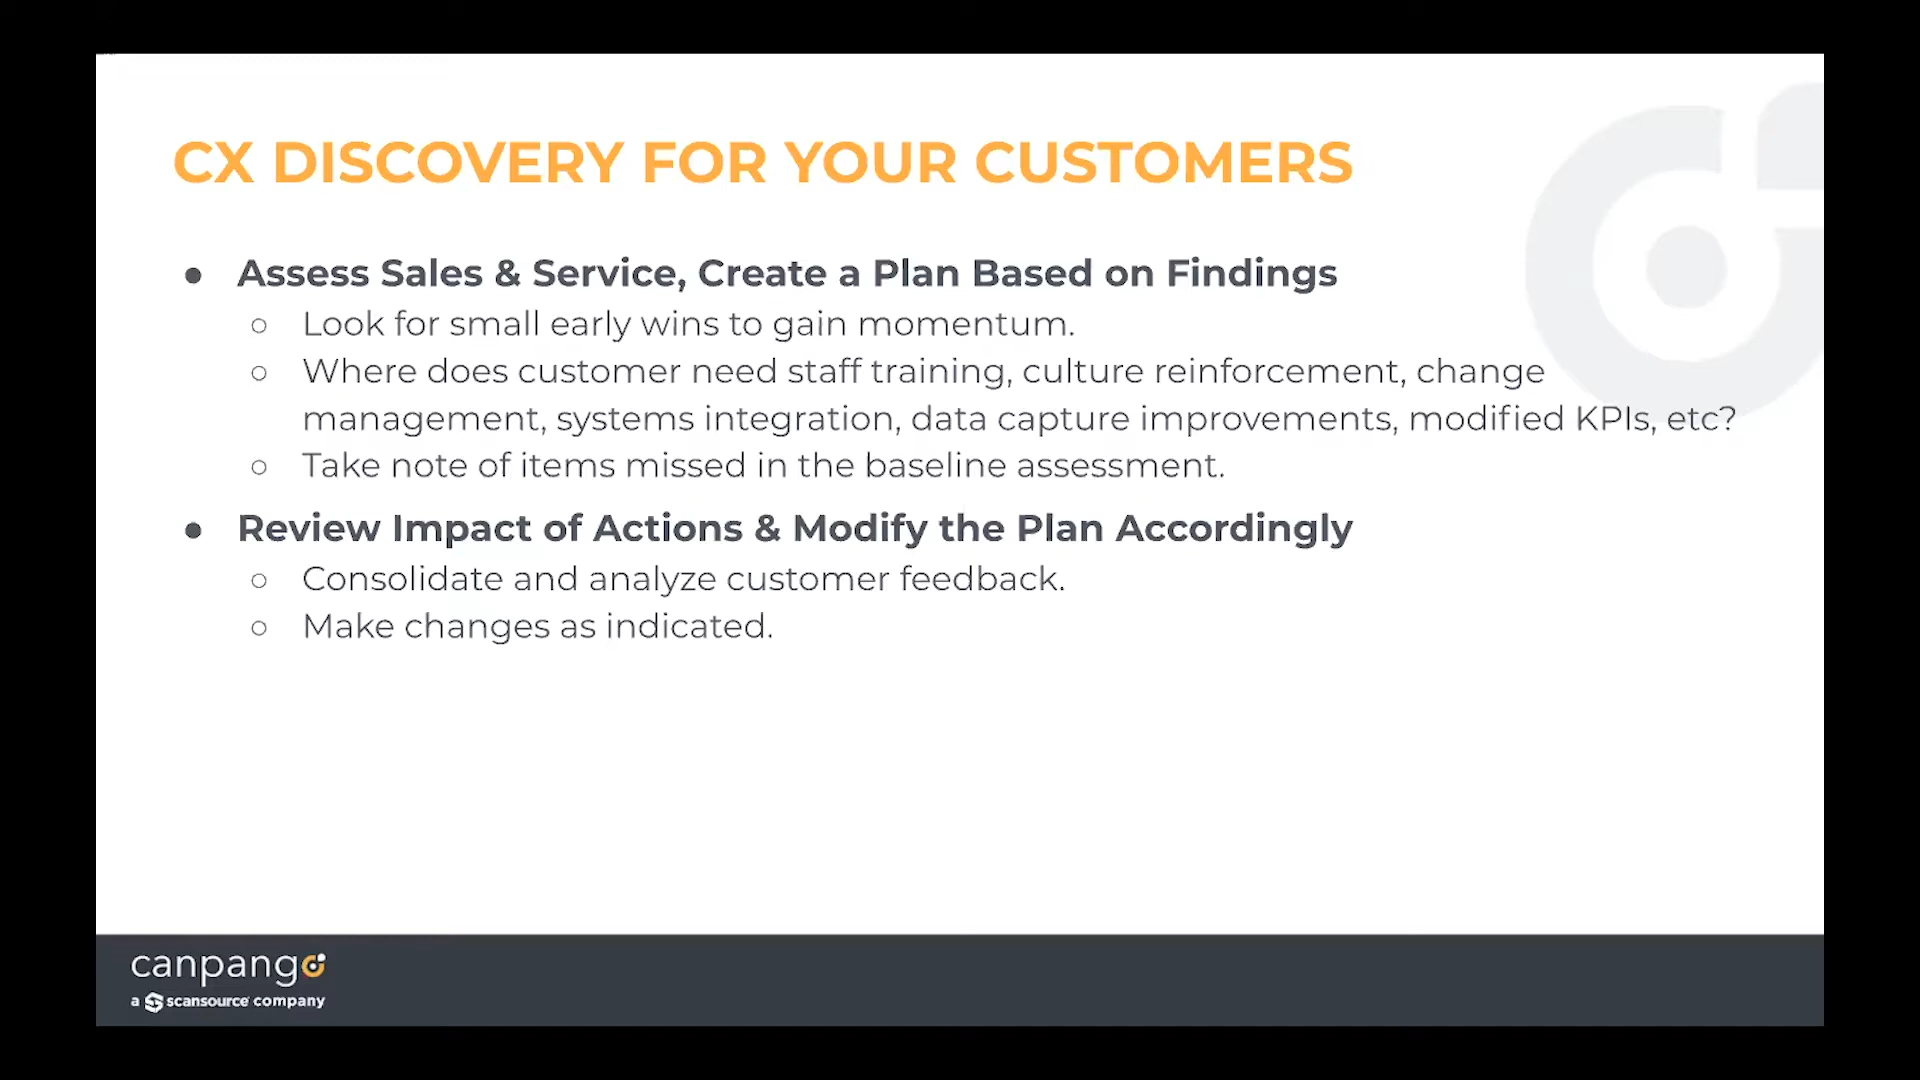 CX DISCOVERY FOR YOUR CUSTOMERS
● Assess Sales & Service, Create a Plan Based on Findings
○ Look for small early wins to gain momentum.
○ Where does customer need staff training, culture reinforcement, change
management, systems integration, data capture improvements, modified KPIs, etc?
○ Take note of items missed in the baseline assessment.
● Review Impact of Actions & Modify the Plan Accordingly
○ Consolidate and analyze customer feedback.
○ Make changes as indicated.
canpango
a scansource company